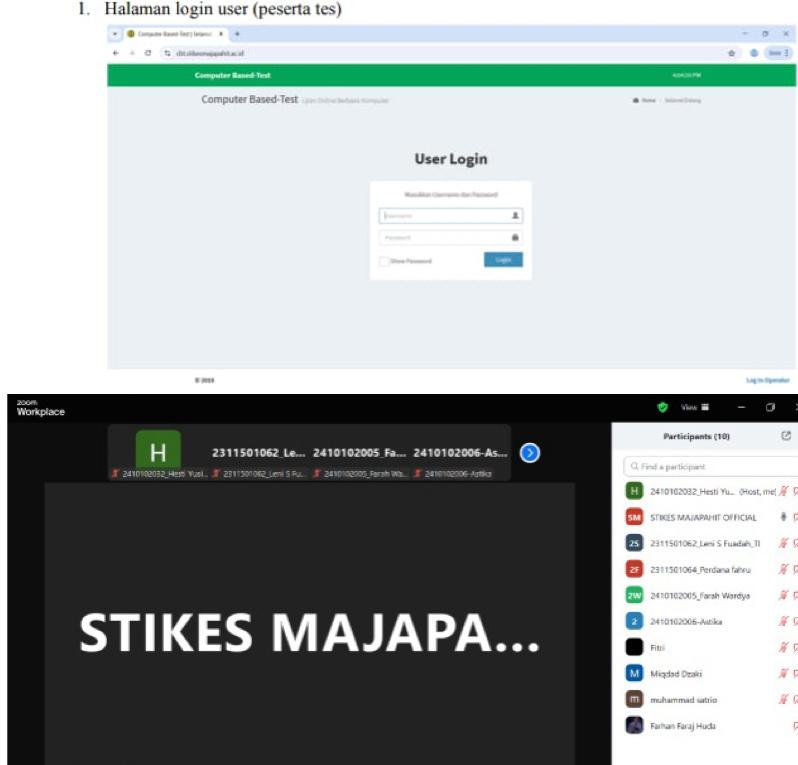 1. Halaman login user (peserta tes)
Computer Based-Test | Selamat
cbt.stikesmajapahit.ac.id
Computer Based-Test
4:04:20 PM
Computer Based-Test Ujian Online Berbasis Komputer
Home Selamat Datang
User Login
Masukkan Username dan Password
Username
Password
Show Password
Login
© 2019
Log In Operator
zoom
Workplace
View
H
2311501062_Le...
2410102005_Fa...
2410102006-As...
2410102032_Hesti Yusi...
2311501062_Leni S Fu...
2410102005_Farah Wa...
2410102006-Astika
STIKES MAJAPA...
Participants (10)
Find a participant
H 2410102032_Hesti Yu... (Host, me)
SM STIKES MAJAPAHIT OFFICIAL
2S 2311501062_Leni S Fuadah_TI
2F 2311501064_Perdana fahru
2W 2410102005_Farah Wardya
2 2410102006-Astika
Fitri
M Miqdad Dzaki
m muhammad satrio
Farhan Faraj Huda